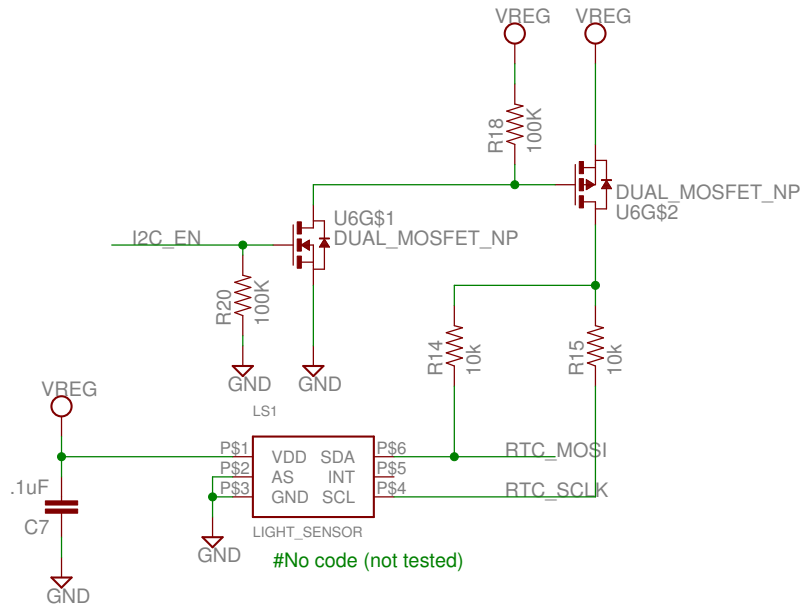 VREG VREG
R18 100K
DUAL_MOSFET_NP
U6G$2
U6G$1
DUAL_MOSFET_NP
I2C_EN
R20 100K
GND GND
R14 10k R15 10k
VREG
LS1
P$1 VDD SDA P$6 RTC_MOSI
P$2 AS INT P$5
P$3 GND SCL P$4 RTC_SCLK
.1uF
C7
LIGHT_SENSOR
GND
#No code (not tested)
GND